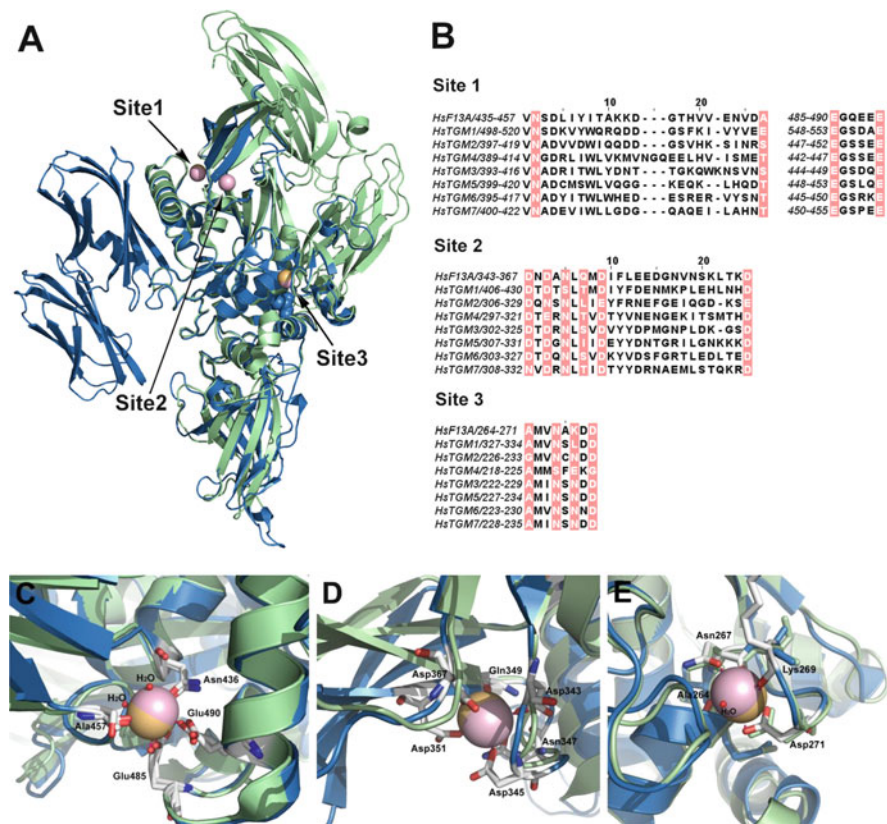 A
Site1
Site2
Site3
B
Site 1
10 20
HsF13A/435-457 VNSDLIYITAKKD---GTHVV-ENVDA 485-490 EGQEEE
HsTGM1/498-520 VNSDKVYWQRQDD---GSFKI-VYVEE 548-553 EGSDAE
HsTGM2/397-419 VNADVVDWIQQDD---GSVHK-SINRS 447-452 EGSSEE
HsTGM4/389-414 VNGDRLIWLVKMVNGQEELHV-ISMET 442-447 EGSSEE
HsTGM3/393-416 VNADRITWLYDNT---TGKQWKNSVNS 444-449 EGSDQE
HsTGM5/399-420 VNADCMSWLVQGG---KEQK-LHQDT 448-453 EGSLQE
HsTGM6/395-417 VNADYITWLWHED---ESRER-VYSNT 445-450 EGSRKE
HsTGM7/400-422 VNADEVIWLLGDG---QAQEI-LAHNT 450-455 EGSPEE
Site 2
10 20
HsF13A/343-367 DNDANLQMDIFLEEDGNVNSKLTKD
HsTGM1/406-430 DTDTSLTMDIYFDENMKPLEHLNHD
HsTGM2/306-329 DQNSNLLIEYFRNEFGEIQGD-KSE
HsTGM4/297-321 DTERNLTVDTYVNENGEKITSMTHD
HsTGM3/302-325 DTDRNLSVDVYYDPMGNPLDK-GSD
HsTGM5/307-331 DTDGNLIIDEYYDNTGRILGNKKKD
HsTGM6/303-327 DTDQNLSVDKYVDSFGRTLEDLTED
HsTGM7/308-332 NVDRNLTIDTYYDRNAEMLSTQKRD
Site 3
HsF13A/264-271 AMVNAKDD
HsTGM1/327-334 AMVNSLDD
HsTGM2/226-233 GMVNCNDD
HsTGM4/218-225 AMMSFEKG
HsTGM3/222-229 AMINSNDD
HsTGM5/227-234 AMINSNDD
HsTGM6/223-230 AMVNSNND
HsTGM7/228-235 AMINSNDD
C
H₂O
H₂O
Asn436
Glu490
Ala457
Glu485
D
Asp367
Gln349
Asp343
Asp351
Asn347
Asp345
E
Asn267
Lys269
Ala264
H₂O
Asp271